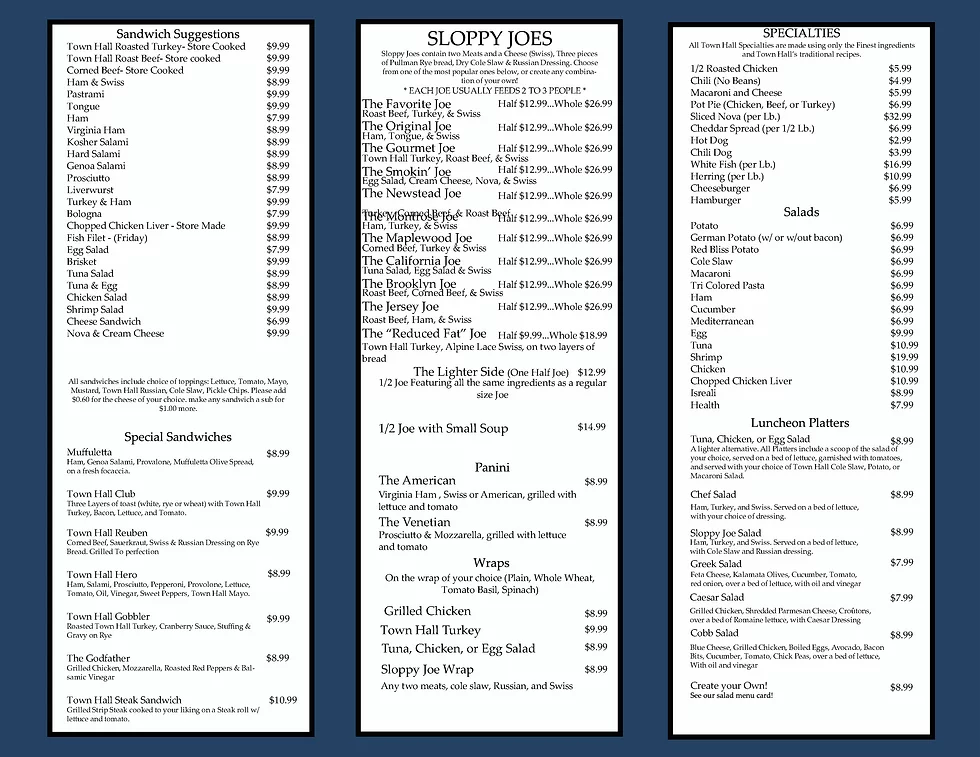 Sandwich Suggestions
Town Hall Roasted Turkey- Store Cooked $9.99
Town Hall Roast Beef- Store cooked $9.99
Corned Beef- Store Cooked $9.99
Ham & Swiss $8.99
Pastrami $9.99
Tongue $9.99
Ham $7.99
Virginia Ham $8.99
Kosher Salami $8.99
Hard Salami $8.99
Genoa Salami $8.99
Prosciutto $8.99
Liverwurst $7.99
Turkey & Ham $9.99
Bologna $7.99
Chopped Chicken Liver - Store Made $9.99
Fish Filet - (Friday) $8.99
Egg Salad $7.99
Brisket $9.99
Tuna Salad $8.99
Tuna & Egg $8.99
Chicken Salad $8.99
Shrimp Salad $9.99
Cheese Sandwich $6.99
Nova & Cream Cheese $9.99
All sandwiches include choice of toppings: Lettuce, Tomato, Mayo,
Mustard, Town Hall Russian, Cole Slaw, Pickle Chips. Please add
$0.60 for the cheese of your choice. make any sandwich a sub for
$1.00 more.
Special Sandwiches
Muffuletta $8.99
Ham, Genoa Salami, Provalone, Muffuletta Olive Spread,
on a fresh focaccia.
Town Hall Club $9.99
Three Layers of toast (white, rye or wheat) with Town Hall
Turkey, Bacon, Lettuce, and Tomato.
Town Hall Reuben $9.99
Corned Beef, Sauerkraut, Swiss & Russian Dressing on Rye
Bread. Grilled To perfection
Town Hall Hero $8.99
Ham, Salami, Prosciutto, Pepperoni, Provolone, Lettuce,
Tomato, Oil, Vinegar, Sweet Peppers, Town Hall Mayo.
Town Hall Gobbler $9.99
Roasted Town Hall Turkey, Cranberry Sauce, Stuffing &
Gravy on Rye
The Godfather $8.99
Grilled Chicken, Mozzarella, Roasted Red Peppers & Bal-
samic Vinegar
Town Hall Steak Sandwich $10.99
Grilled Strip Steak cooked to your liking on a Steak roll w/
lettuce and tomato.
SLOPPY JOES
Sloppy Joes contain two Meats and a Cheese (Swiss), Three pieces
of Pullman Rye bread, Dry Cole Slaw & Russian Dressing. Choose
from one of the most popular ones below, or create any combina-
tion of your own!
* EACH JOE USUALLY FEEDS 2 TO 3 PEOPLE *
The Favorite Joe Half $12.99...Whole $26.99
Roast Beef, Turkey, & Swiss
The Original Joe Half $12.99...Whole $26.99
Ham, Tongue, & Swiss
The Gourmet Joe Half $12.99...Whole $26.99
Town Hall Turkey, Roast Beef, & Swiss
The Smokin' Joe Half $12.99...Whole $26.99
Egg Salad, Cream Cheese, Nova, & Swiss
The Newstead Joe Half $12.99...Whole $26.99
Turkey, Corned Beef, & Roast Beef
The Montrose Joe Half $12.99...Whole $26.99
Ham, Turkey, & Swiss
The Maplewood Joe Half $12.99...Whole $26.99
Corned Beef, Turkey & Swiss
The California Joe Half $12.99...Whole $26.99
Tuna Salad, Egg Salad & Swiss
The Brooklyn Joe Half $12.99...Whole $26.99
Roast Beef, Corned Beef, & Swiss
The Jersey Joe Half $12.99...Whole $26.99
Roast Beef, Ham, & Swiss
The "Reduced Fat" Joe Half $9.99...Whole $18.99
Town Hall Turkey, Alpine Lace Swiss, on two layers of
bread
The Lighter Side (One Half Joe) $12.99
1/2 Joe Featuring all the same ingredients as a regular
size Joe
1/2 Joe with Small Soup $14.99
Panini
The American $8.99
Virginia Ham , Swiss or American, grilled with
lettuce and tomato
The Venetian $8.99
Prosciutto & Mozzarella, grilled with lettuce
and tomato
Wraps
On the wrap of your choice (Plain, Whole Wheat,
Tomato Basil, Spinach)
Grilled Chicken $8.99
Town Hall Turkey $9.99
Tuna, Chicken, or Egg Salad $8.99
Sloppy Joe Wrap $8.99
Any two meats, cole slaw, Russian, and Swiss
SPECIALTIES
All Town Hall Specialties are made using only the Finest ingredients
and Town Hall's traditional recipes.
1/2 Roasted Chicken $5.99
Chili (No Beans) $4.99
Macaroni and Cheese $5.99
Pot Pie (Chicken, Beef, or Turkey) $6.99
Sliced Nova (per Lb.) $32.99
Cheddar Spread (per 1/2 Lb.) $6.99
Hot Dog $2.99
Chili Dog $3.99
White Fish (per Lb.) $16.99
Herring (per Lb.) $10.99
Cheeseburger $6.99
Hamburger $5.99
Salads
Potato $6.99
German Potato (w/ or w/out bacon) $6.99
Red Bliss Potato $6.99
Cole Slaw $6.99
Macaroni $6.99
Tri Colored Pasta $6.99
Ham $6.99
Cucumber $6.99
Mediterranean $6.99
Egg $9.99
Tuna $10.99
Shrimp $19.99
Chicken $10.99
Chopped Chicken Liver $10.99
Isreali $8.99
Health $7.99
Luncheon Platters
Tuna, Chicken, or Egg Salad $8.99
A lighter alternative. All Platters include a scoop of the salad of
your choice, served on a bed of lettuce, garnished with tomatoes,
and served with your choice of Town Hall Cole Slaw, Potato, or
Macaroni Salad.
Chef Salad $8.99
Ham, Turkey, and Swiss. Served on a bed of lettuce,
with your choice of dressing.
Sloppy Joe Salad $8.99
Ham, Turkey, and Swiss. Served on a bed of lettuce,
with Cole Slaw and Russian dressing.
Greek Salad $7.99
Feta Cheese, Kalamata Olives, Cucumber, Tomato,
red onion, over a bed of lettuce, with oil and vinegar
Caesar Salad $7.99
Grilled Chicken, Shredded Parmesan Cheese, Croûtons,
over a bed of Romaine lettuce, with Caesar Dressing
Cobb Salad $8.99
Blue Cheese, Grilled Chicken, Boiled Eggs, Avocado, Bacon
Bits, Cucumber, Tomato, Chick Peas, over a bed of lettuce,
With oil and vinegar
Create your Own! $8.99
See our salad menu card!